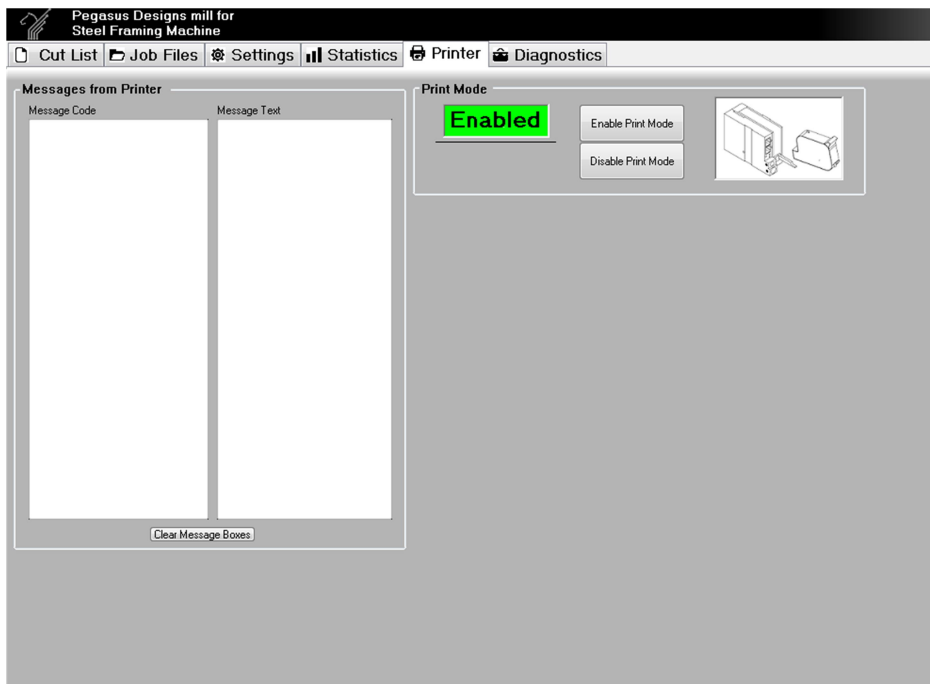 Pegasus Designs mill for
Steel Framing Machine
Cut List Job Files Settings Statistics Printer Diagnostics
Messages from Printer
Message Code Message Text
Clear Message Boxes
Print Mode
Enabled
Enable Print Mode
Disable Print Mode